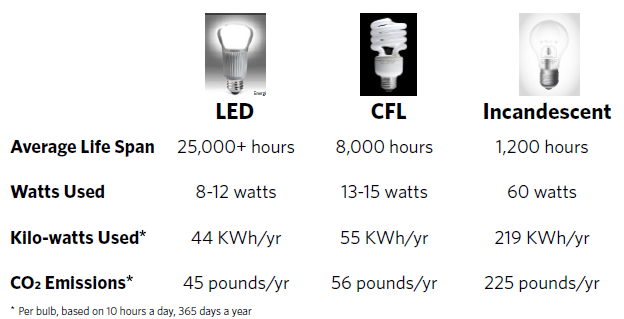 Energi
LED CFL Incandescent
Average Life Span 25,000+ hours 8,000 hours 1,200 hours
Watts Used 8-12 watts 13-15 watts 60 watts
Kilo-watts Used* 44 KWh/yr 55 KWh/yr 219 KWh/yr
CO₂ Emissions* 45 pounds/yr 56 pounds/yr 225 pounds/yr
* Per bulb, based on 10 hours a day, 365 days a year